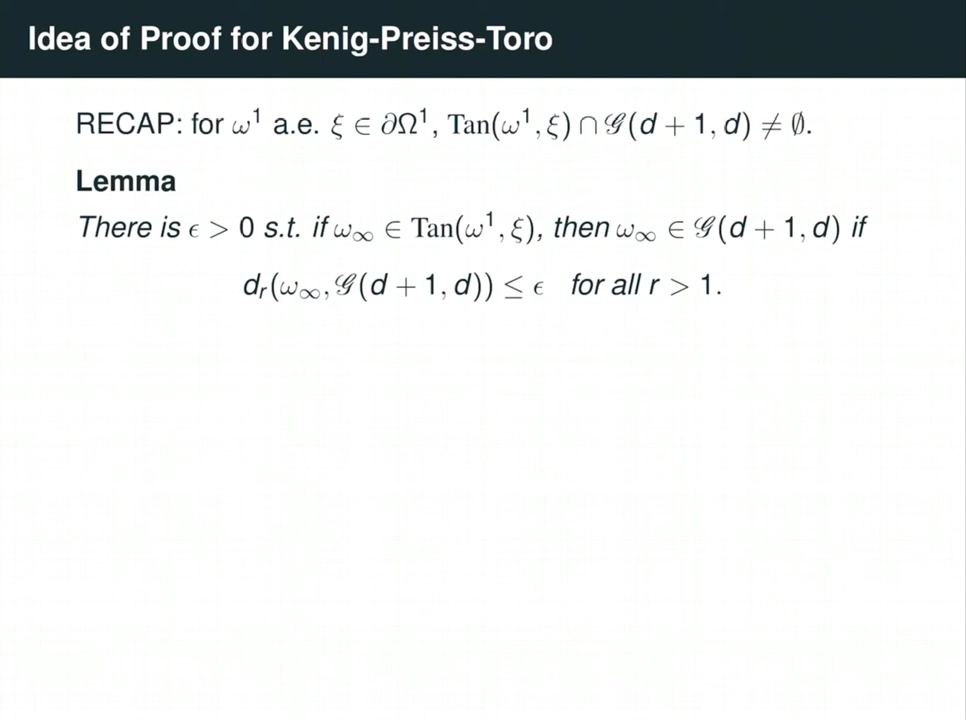 Idea of Proof for Kenig-Preiss-Toro
RECAP: for ω¹ a.e. ξ ∈ ∂Ω¹, Tan(ω¹, ξ) ∩ 𝒢(d + 1, d) ≠ ∅.
Lemma
There is ϵ > 0 s.t. if ω∞ ∈ Tan(ω¹, ξ), then ω∞ ∈ 𝒢(d + 1, d) if
dᵣ(ω∞, 𝒢(d + 1, d)) ≤ ϵ for all r > 1.